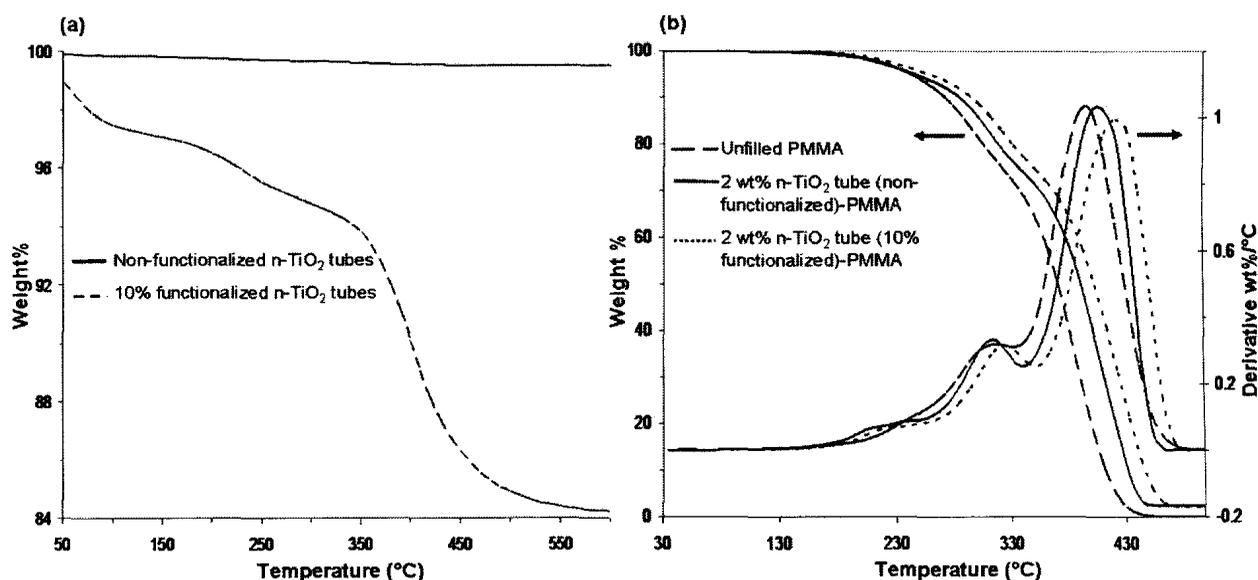 (a)
100
96
92
88
84
Weight%
50
150
250
350
450
550
Temperature (°C)
Non-functionalized n-TiO₂ tubes
10% functionalized n-TiO₂ tubes
(b)
100
80
60
40
20
0
Weight %
30
130
230
330
430
Temperature (°C)
1
0.6
0.2
-0.2
Derivative wt%/°C
Unfilled PMMA
2 wt% n-TiO₂ tube (non-
functionalized)-PMMA
2 wt% n-TiO₂ tube (10%
functionalized)-PMMA